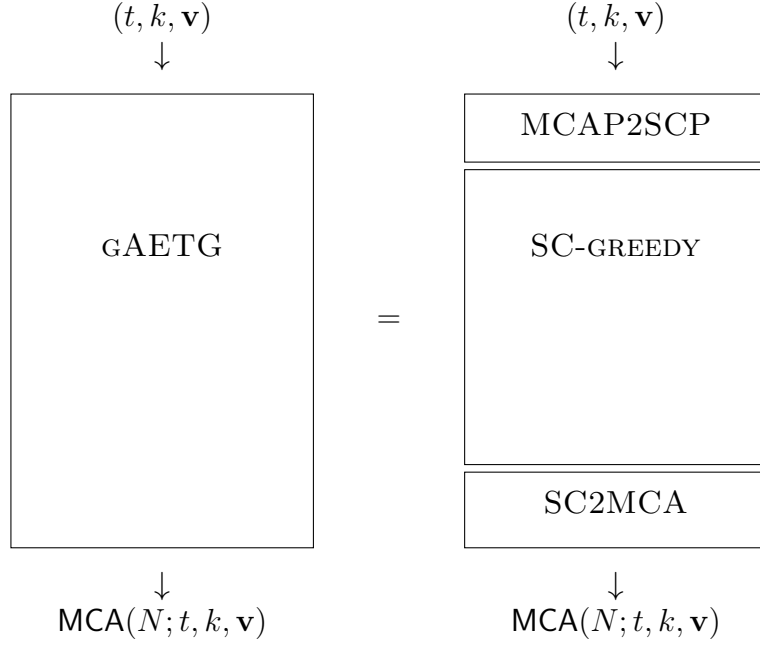 (t, k, v)
↓
gAETG
↓
MCA(N; t, k, v)
=
(t, k, v)
↓
MCAP2SCP
SC-GREEDY
SC2MCA
↓
MCA(N; t, k, v)